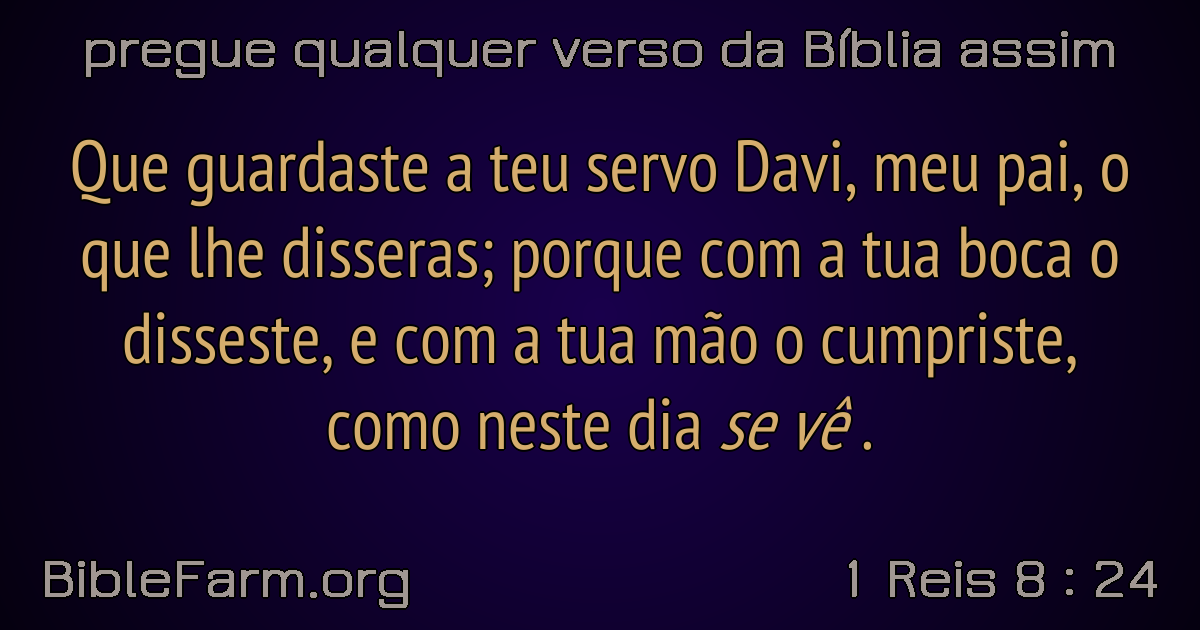 pregue qualquer verso da Bíblia assim
Que guardaste a teu servo Davi, meu pai, o
que lhe disseras; porque com a tua boca o
disseste, e com a tua mão o cumpriste,
como neste dia se vê .
BibleFarm.org
1 Reis 8 : 24